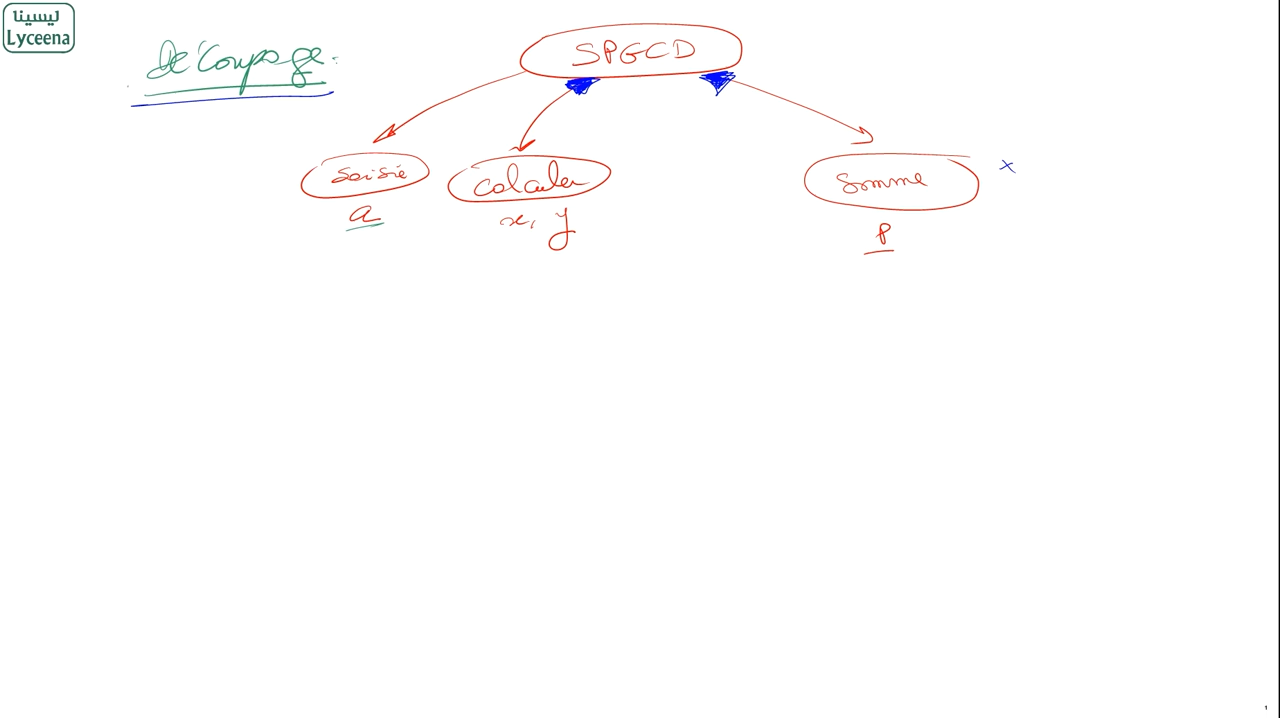 ليسينا
Lyceena
Découpage
SPGCD
Saisie
Calculer
Somme
x
a
x, y
P